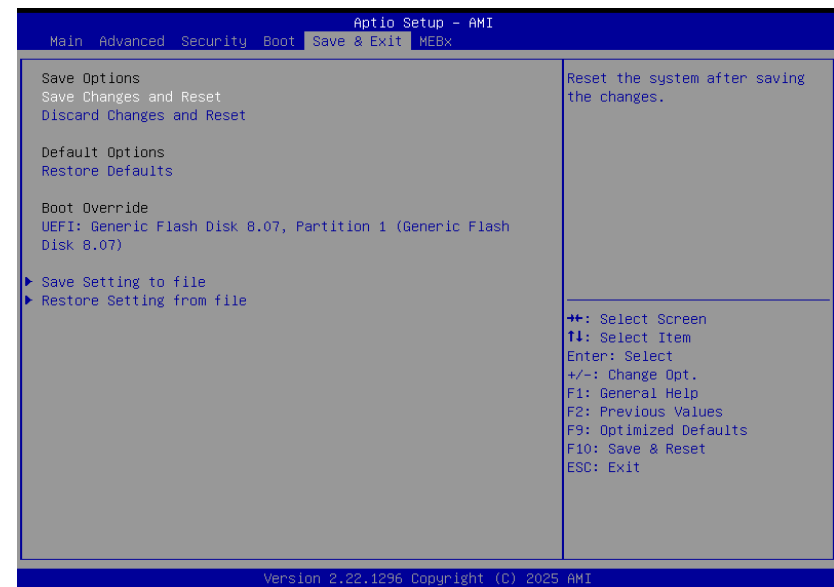 Aptio Setup – AMI
Main Advanced Security Boot Save & Exit MEBx
Save Options
Save Changes and Reset
Discard Changes and Reset
Default Options
Restore Defaults
Boot Override
UEFI: Generic Flash Disk 8.07, Partition 1 (Generic Flash
Disk 8.07)
Save Setting to file
Restore Setting from file
Reset the system after saving
the changes.
→←: Select Screen
↑↓: Select Item
Enter: Select
+/-: Change Opt.
F1: General Help
F2: Previous Values
F9: Optimized Defaults
F10: Save & Reset
ESC: Exit
Version 2.22.1296 Copyright (C) 2025 AMI